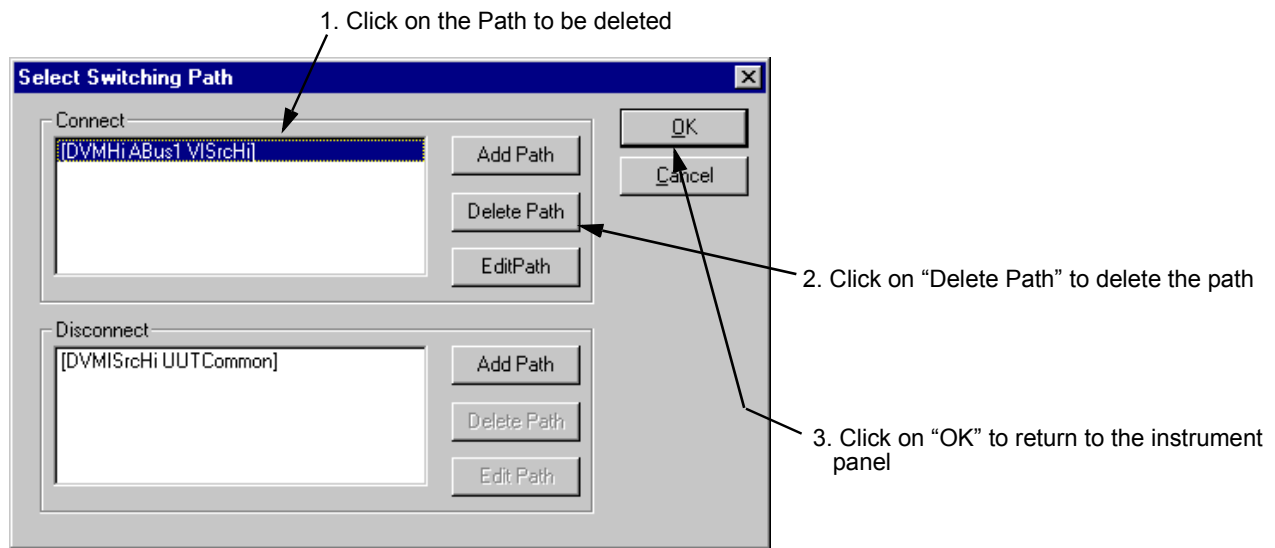 1. Click on the Path to be deleted
Select Switching Path
Connect
[DVMHi ABus1 VISrcHi]
Add Path
Delete Path
EditPath
OK
Cancel
2. Click on “Delete Path” to delete the path
Disconnect
[DVMISrcHi UUTCommon]
Add Path
Delete Path
Edit Path
3. Click on “OK” to return to the instrument
panel